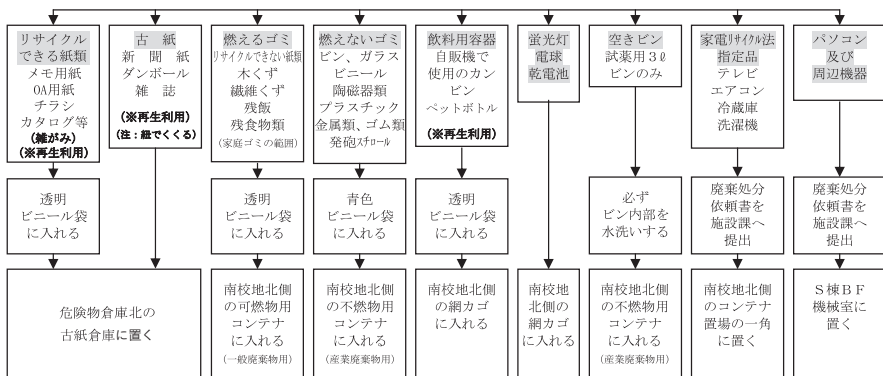 リサイクル
できる紙類
メモ用紙
OA用紙
チラシ
カタログ等
(雑がみ)
(※再生利用)
古紙
新聞紙
ダンボール
雑誌
(※再生利用)
(注:紐でくくる)
燃えるゴミ
リサイクルできない紙類
木くず
繊維くず
残飯
残食物類
(家庭ゴミの範囲)
燃えないゴミ
ビン、ガラス
ビニール
陶磁器類
プラスチック
金属類、ゴム類
発砲スチロール
飲料用容器
自販機で
使用のカン
ビン
ペットボトル
(※再生利用)
蛍光灯
電球
乾電池
空きビン
試薬用3ℓ
ビンのみ
家電リサイクル法
指定品
テレビ
エアコン
冷蔵庫
洗濯機
パソコン
及び
周辺機器
透明
ビニール袋
に入れる
透明
ビニール袋
に入れる
青色
ビニール袋
に入れる
透明
ビニール袋
に入れる
必ず
ビン内部を
水洗いする
廃棄処分
依頼書を
施設課へ
提出
廃棄処分
依頼書を
施設課へ
提出
危険物倉庫北の
古紙倉庫に置く
南校地北側
の可燃物用
コンテナ
に入れる
(一般廃棄物用)
南校地北側
の不燃物用
コンテナ
に入れる
(産業廃棄物用)
南校地北側
の網カゴ
に入れる
南校地
北側の
網カゴ
に入れる
南校地北側
の不燃物用
コンテナ
に入れる
(産業廃棄物用)
南校地北側
のコンテナ
置場の一角
に置く
S棟BF
機械室
に置く